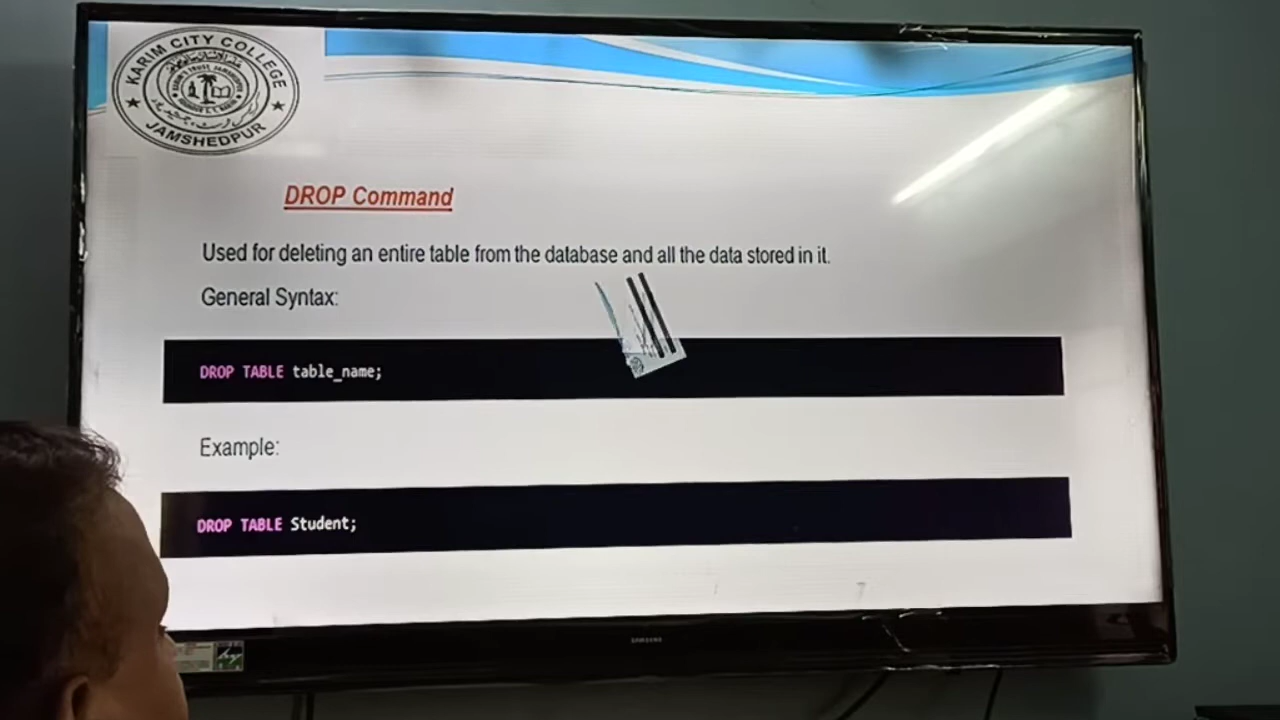 KARIM CITY COLLEGE
JAMSHEDPUR
DROP Command
Used for deleting an entire table from the database and all the data stored in it.
General Syntax:
DROP TABLE table_name;
Example:
DROP TABLE Student;
SAMSUNG